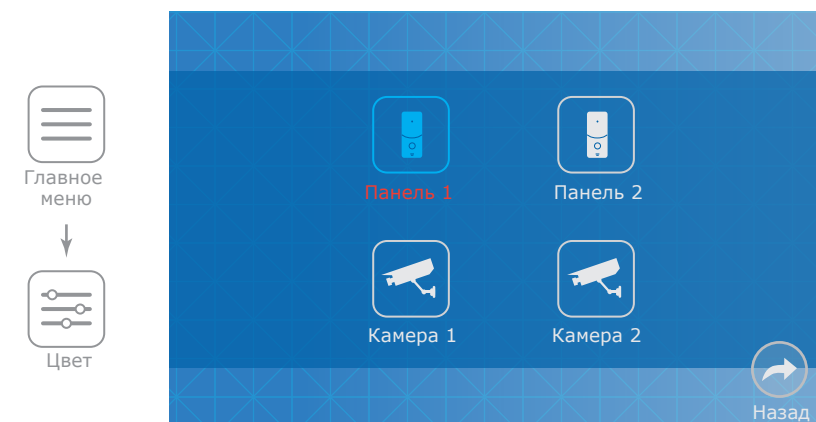 Главное
меню
Цвет
Панель 1
Панель 2
Камера 1
Камера 2
Назад